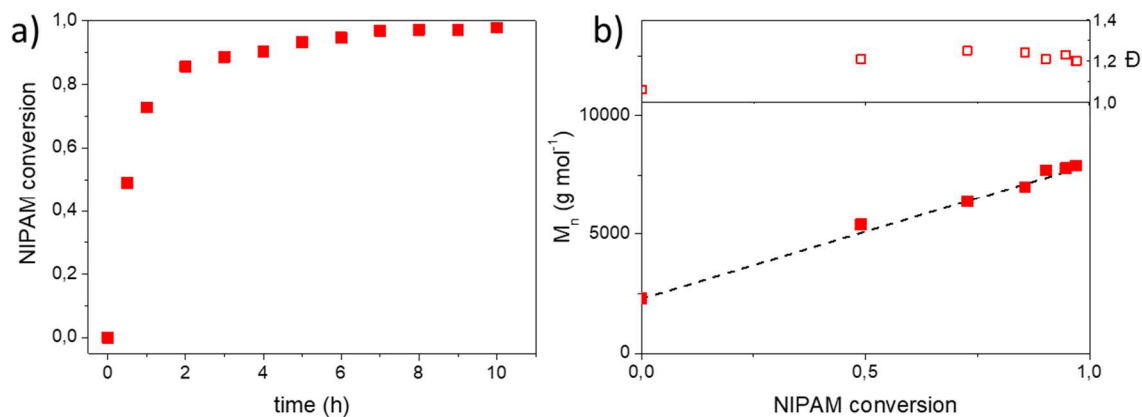 a)
NIPAM conversion
1,0
0,8
0,6
0,4
0,2
0,0
0 2 4 6 8 10
time (h)
b)
1,4
1,2
1,0
Đ
10000
5000
0
Mn (g mol-1)
0,0 0,5 1,0
NIPAM conversion